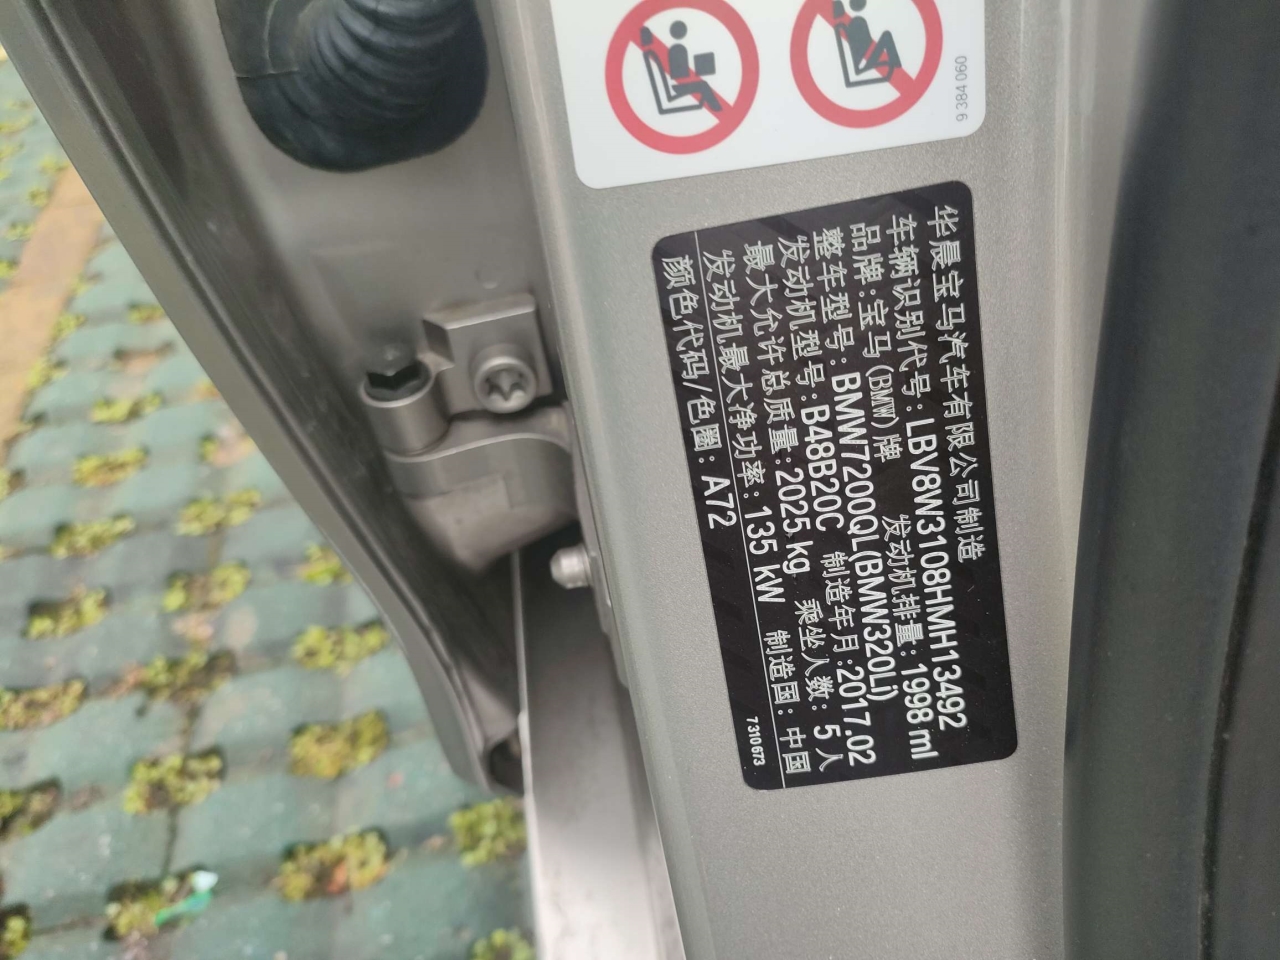 9 384 060
华晨宝马汽车有限公司制造
车辆识别代号:LBV8W3108HMH13492
品牌:宝马(BMW)牌 发动机排量:1998 ml
整车型号:BMW7200QL(BMW320Li)
发动机型号:B48B20C 制造年月:2017.02
最大允许总质量:2025 kg 乘坐人数:5人
发动机最大净功率:135 kW 制造国:中国
颜色代码/色圈:A72
7310673